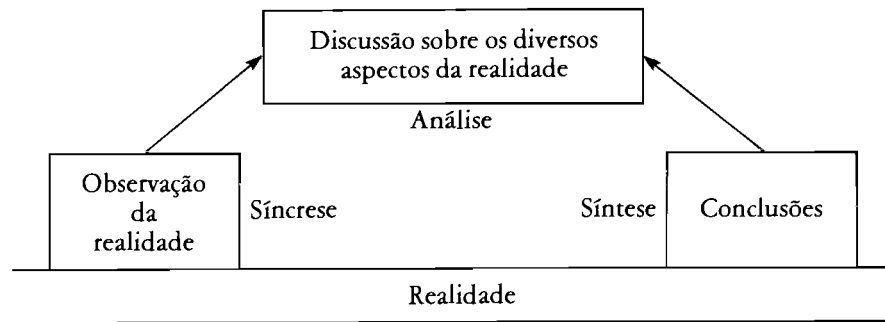 Discussão sobre os diversos
aspectos da realidade
Análise
Observação
da
realidade
Síncrese
Síntese
Conclusões
Realidade